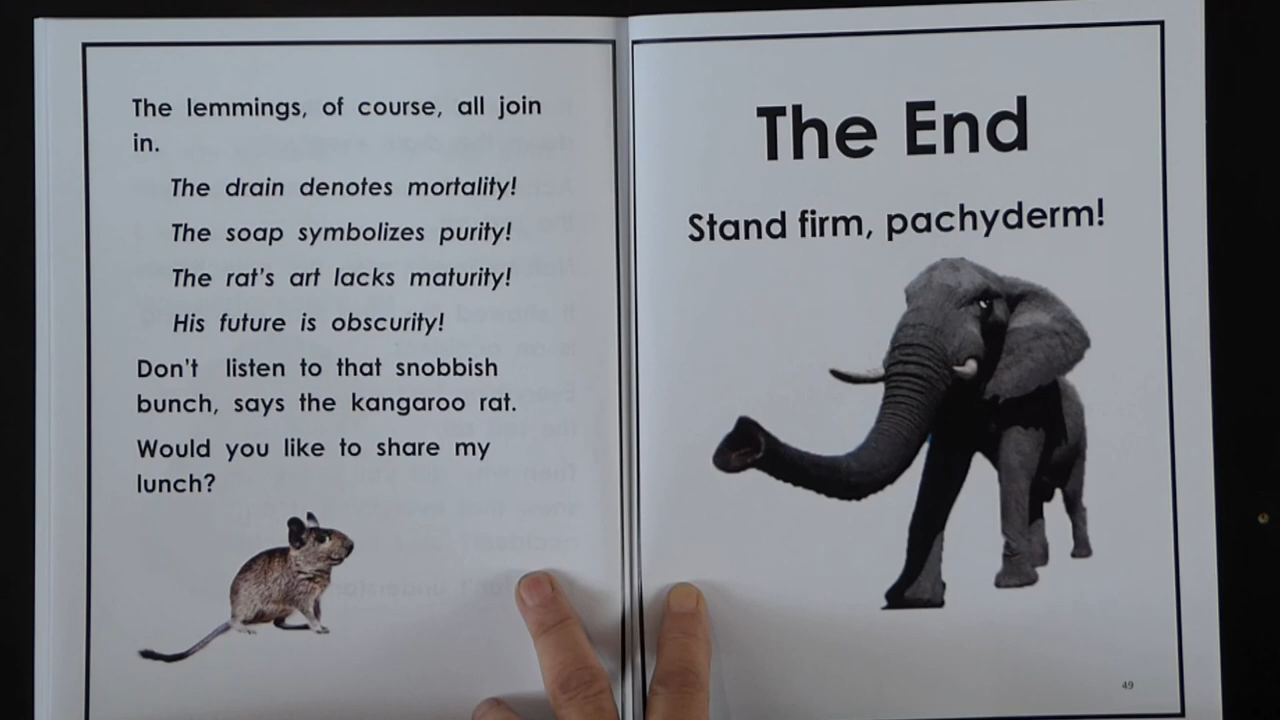 The lemmings, of course, all join
in.
The drain denotes mortality!
The soap symbolizes purity!
The rat's art lacks maturity!
His future is obscurity!
Don't listen to that snobbish
bunch, says the kangaroo rat.
Would you like to share my
lunch?
The End
Stand firm, pachyderm!
49